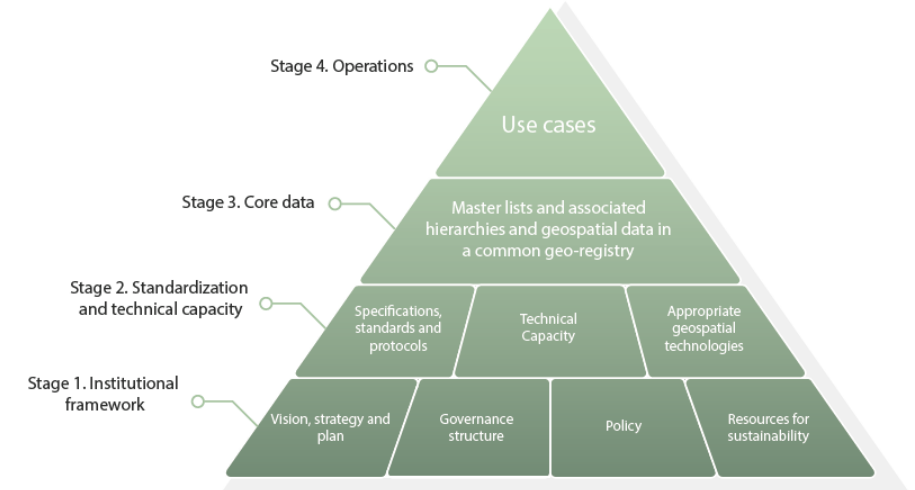 Stage 4. Operations
Use cases
Stage 3. Core data
Master lists and associated
hierarchies and geospatial data in
a common geo-registry
Stage 2. Standardization
and technical capacity
Specifications,
standards and
protocols
Technical
Capacity
Appropriate
geospatial
technologies
Stage 1. Institutional
framework
Vision, strategy and
plan
Governance
structure
Policy
Resources for
sustainability